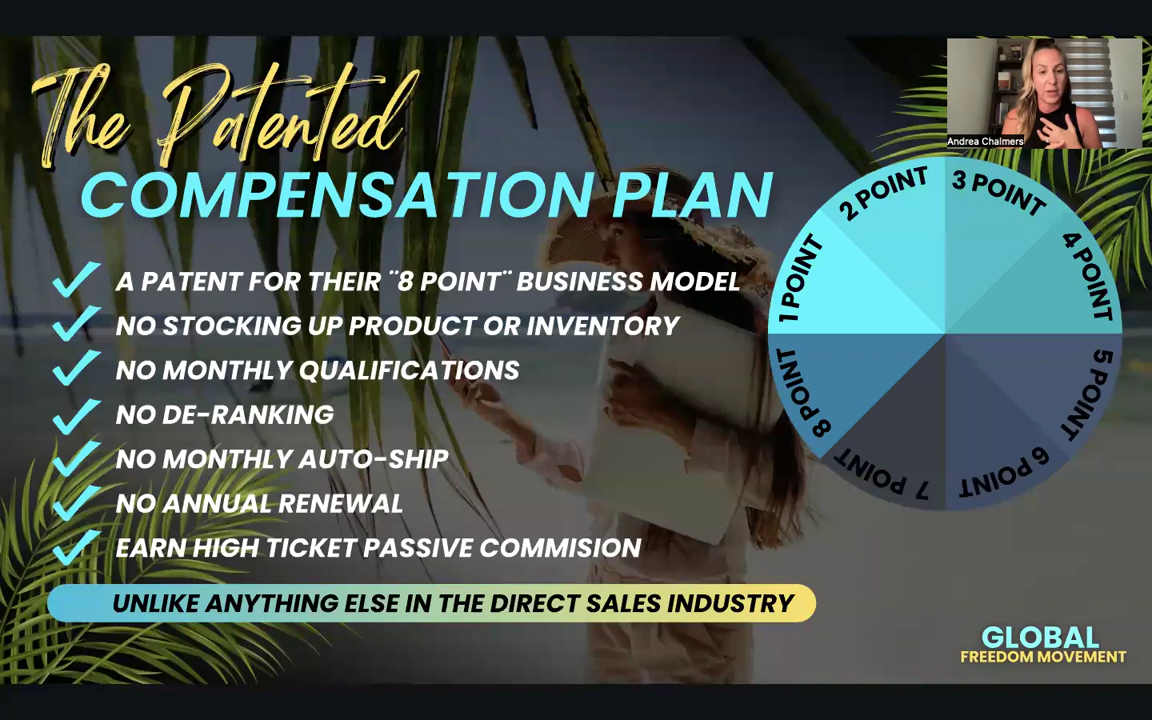 The Patented
COMPENSATION PLAN
A PATENT FOR THEIR ¨8 POINT¨ BUSINESS MODEL
NO STOCKING UP PRODUCT OR INVENTORY
NO MONTHLY QUALIFICATIONS
NO DE-RANKING
NO MONTHLY AUTO-SHIP
NO ANNUAL RENEWAL
EARN HIGH TICKET PASSIVE COMMISION
UNLIKE ANYTHING ELSE IN THE DIRECT SALES INDUSTRY
Andrea Chalmers
1 POINT
2 POINT
3 POINT
4 POINT
5 POINT
6 POINT
7 POINT
8 POINT
GLOBAL
FREEDOM MOVEMENT